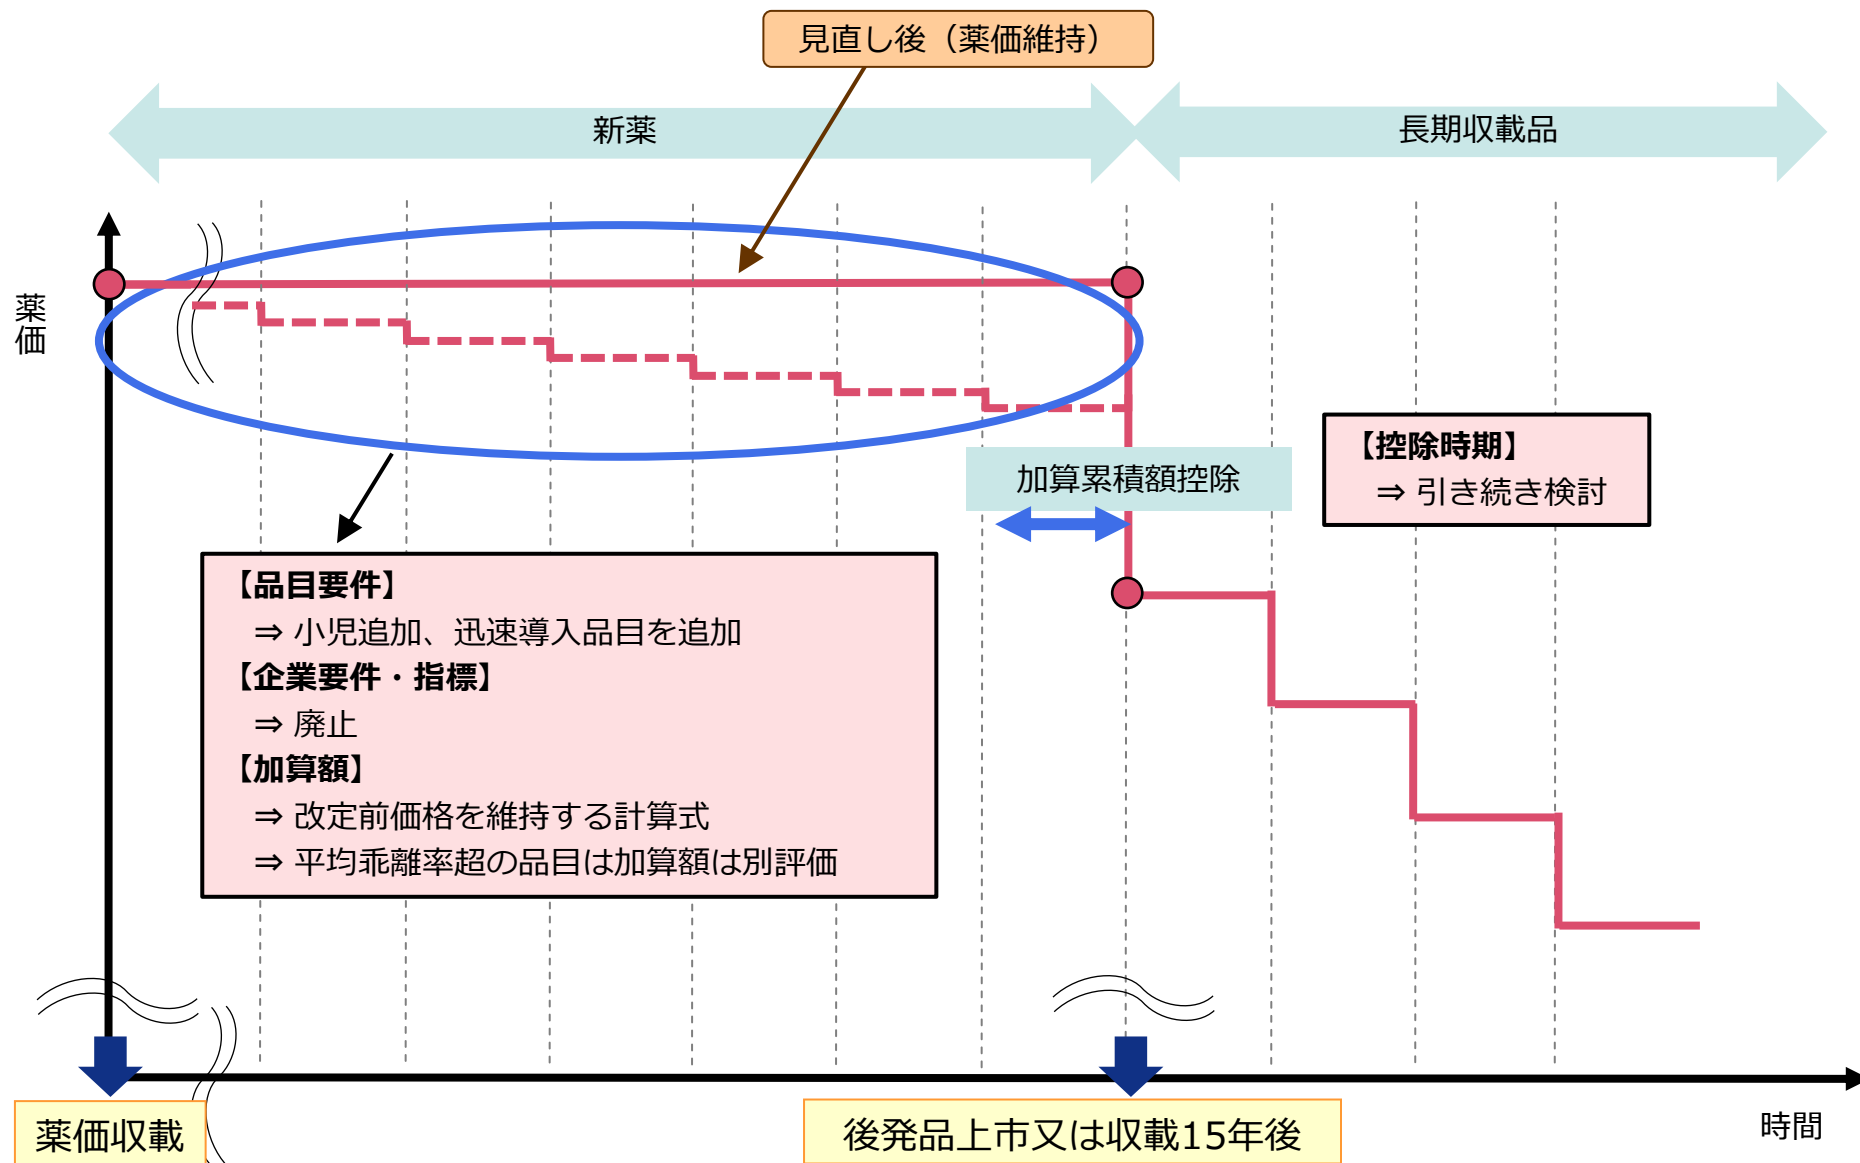 見直し後（薬価維持）
新薬
長期収載品
薬価
加算累積額控除
【控除時期】
⇒ 引き続き検討
【品目要件】
⇒ 小児追加、迅速導入品目を追加
【企業要件・指標】
⇒ 廃止
【加算額】
⇒ 改定前価格を維持する計算式
⇒ 平均乖離率超の品目は加算額は別評価
薬価収載
後発品上市又は収載15年後
時間